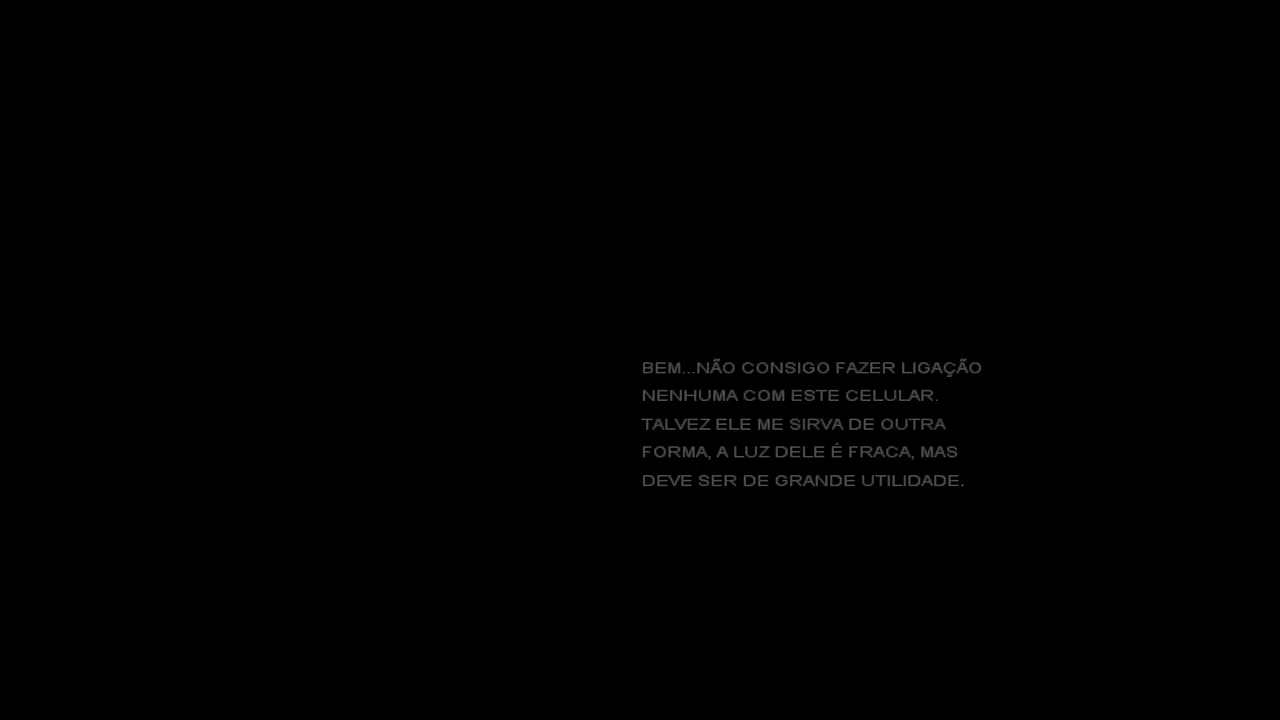 BEM...NÃO CONSIGO FAZER LIGAÇÃO
NENHUMA COM ESTE CELULAR.
TALVEZ ELE ME SIRVA DE OUTRA
FORMA, A LUZ DELE É FRACA, MAS
DEVE SER DE GRANDE UTILIDADE.